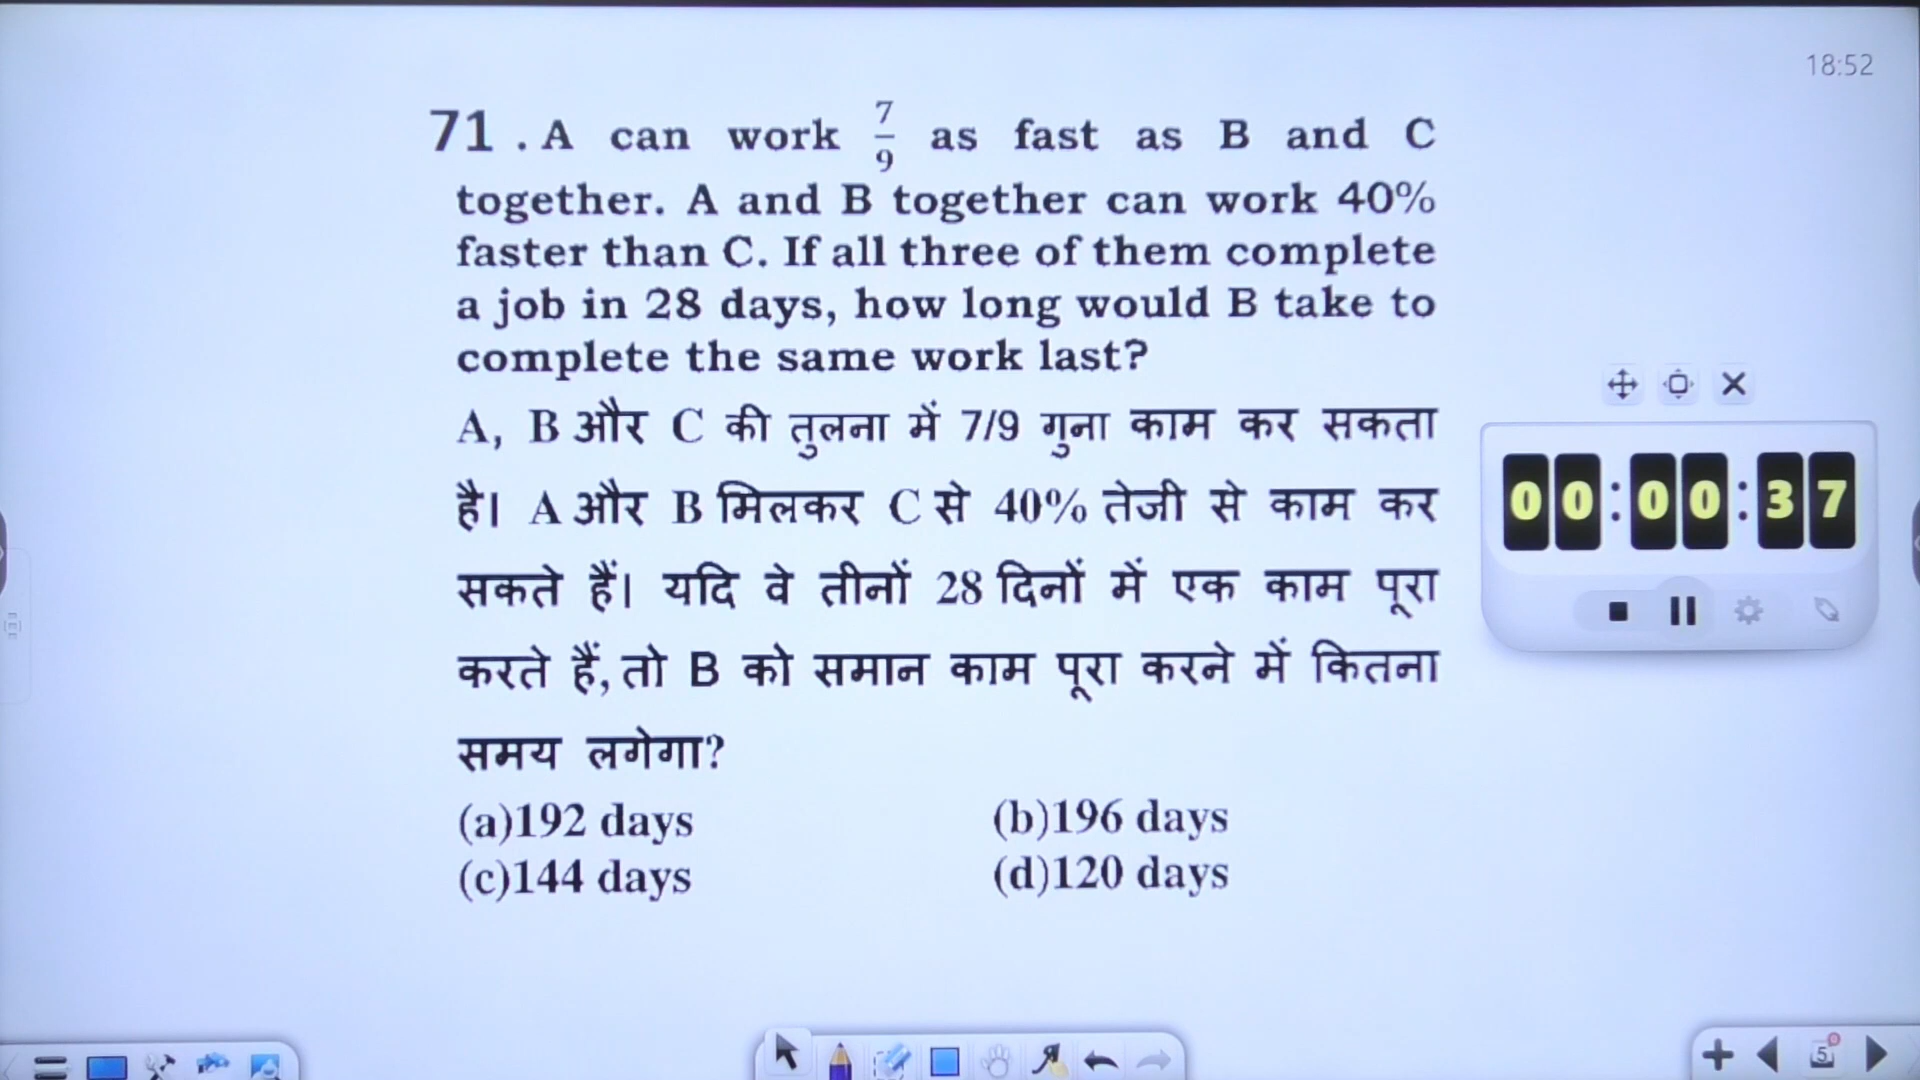 18:52
71 . A can work 7/9 as fast as B and C
together. A and B together can work 40%
faster than C. If all three of them complete
a job in 28 days, how long would B take to
complete the same work last?
A, B और C की तुलना में 7/9 गुना काम कर सकता
है। A और B मिलकर C से 40% तेजी से काम कर
सकते हैं। यदि वे तीनों 28 दिनों में एक काम पूरा
करते हैं, तो B को समान काम पूरा करने में कितना
समय लगेगा?
(a)192 days (b)196 days
(c)144 days (d)120 days
00:00:37
5